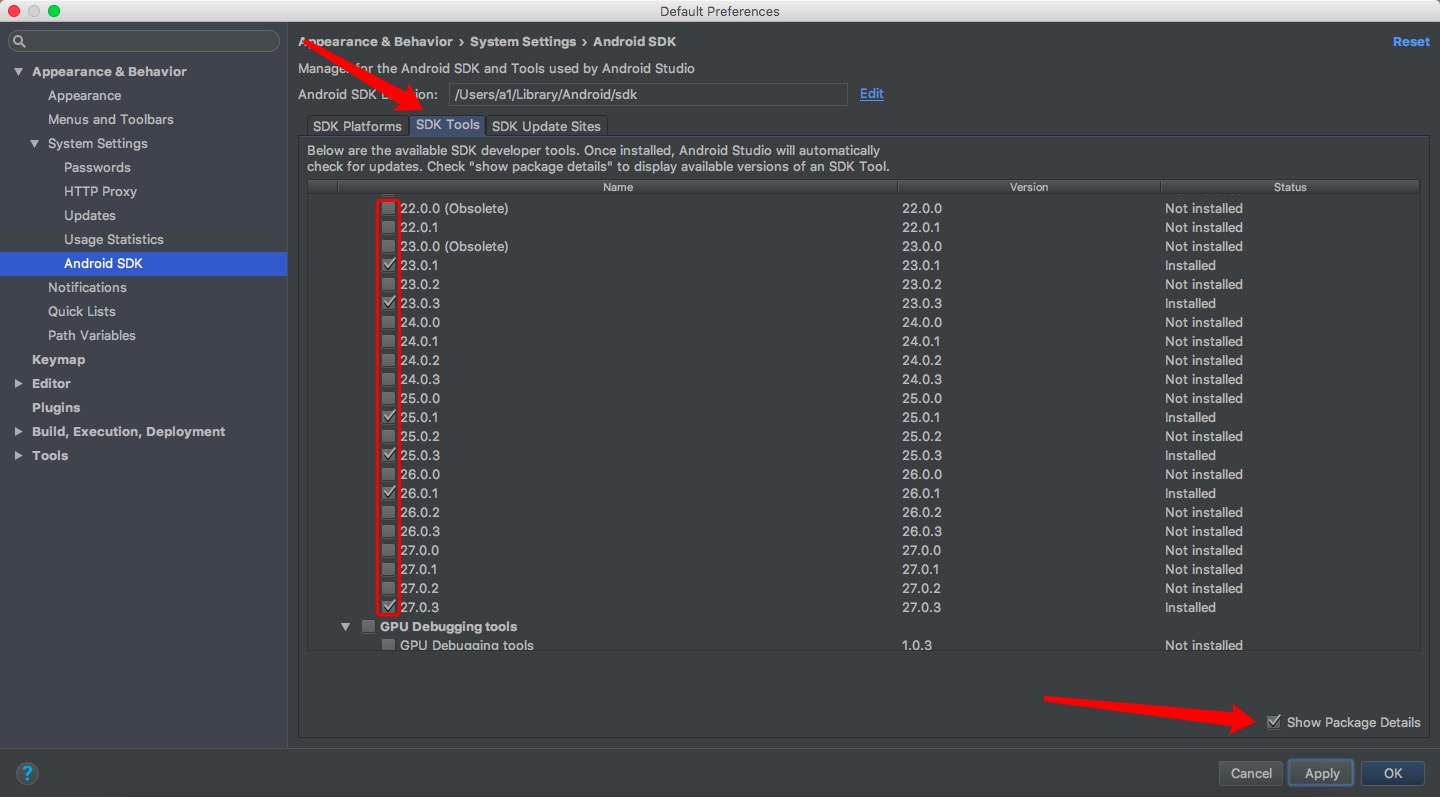 Default Preferences
Appearance & Behavior › System Settings › Android SDK
Reset
Manager for the Android SDK and Tools used by Android Studio
Android SDK Location: /Users/a1/Library/Android/sdk Edit
Appearance & Behavior
Appearance
Menus and Toolbars
System Settings
Passwords
HTTP Proxy
Updates
Usage Statistics
Android SDK
Notifications
Quick Lists
Path Variables
Keymap
Editor
Plugins
Build, Execution, Deployment
Tools
SDK Platforms SDK Tools SDK Update Sites
Below are the available SDK developer tools. Once installed, Android Studio will automatically
check for updates. Check "show package details" to display available versions of an SDK Tool.
Name Version Status
22.0.0 (Obsolete) 22.0.0 Not installed
22.0.1 22.0.1 Not installed
23.0.0 (Obsolete) 23.0.0 Not installed
23.0.1 23.0.1 Installed
23.0.2 23.0.2 Not installed
23.0.3 23.0.3 Installed
24.0.0 24.0.0 Not installed
24.0.1 24.0.1 Not installed
24.0.2 24.0.2 Not installed
24.0.3 24.0.3 Not installed
25.0.0 25.0.0 Not installed
25.0.1 25.0.1 Installed
25.0.2 25.0.2 Not installed
25.0.3 25.0.3 Installed
26.0.0 26.0.0 Not installed
26.0.1 26.0.1 Installed
26.0.2 26.0.2 Not installed
26.0.3 26.0.3 Not installed
27.0.0 27.0.0 Not installed
27.0.1 27.0.1 Not installed
27.0.2 27.0.2 Not installed
27.0.3 27.0.3 Installed
GPU Debugging tools
GPU Debugging tools 1.0.3 Not installed
Show Package Details
?
Cancel Apply OK